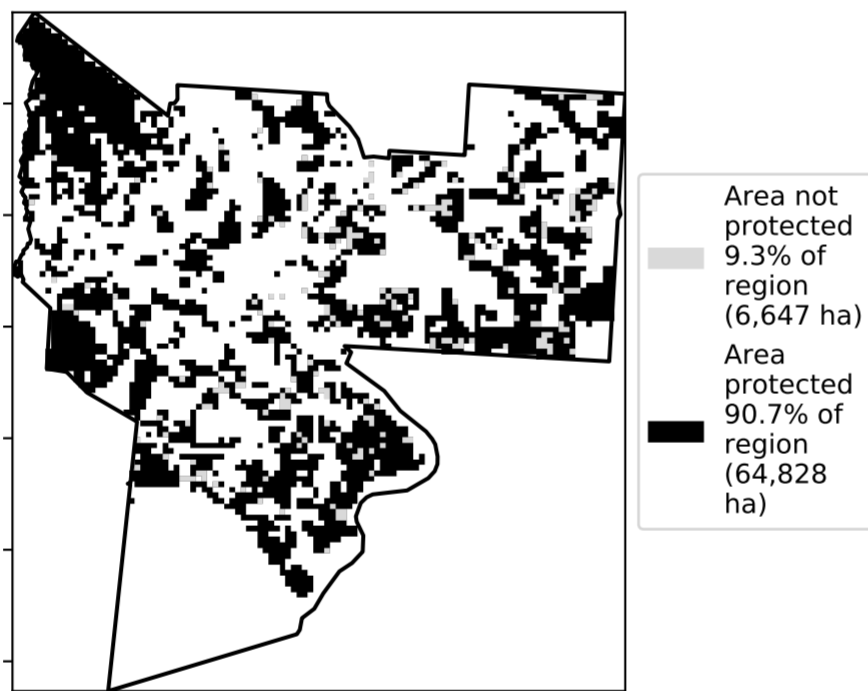 Area not
protected
9.3% of
region
(6,647 ha)
Area
protected
90.7% of
region
(64,828
ha)